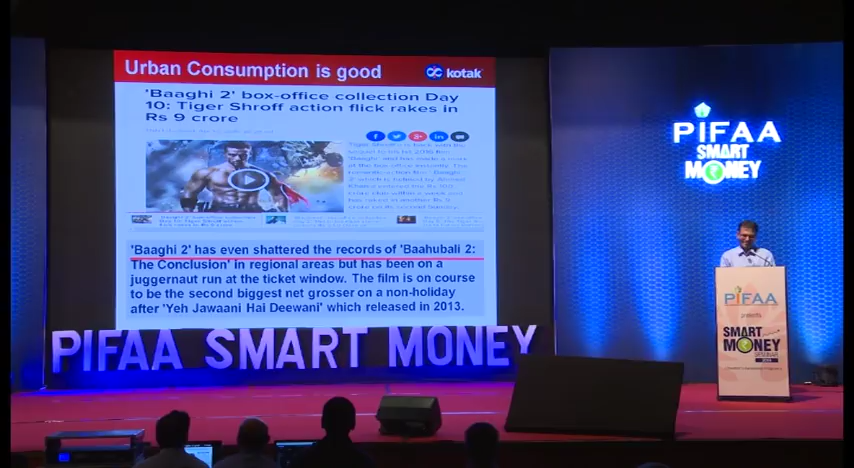 Urban Consumption is good
kotak
'Baaghi 2' box-office collection Day
10: Tiger Shroff action flick rakes in
Rs 9 crore
'Baaghi 2' has even shattered the records of 'Baahubali 2:
The Conclusion' in regional areas but has been on a
juggernaut run at the ticket window. The film is on course
to be the second biggest net grosser on a non-holiday
after 'Yeh Jawaani Hai Deewani' which released in 2013.
PIFAA
SMART
MONEY
PIFAA
presents
SMART
MONEY
SEMINAR
PIFAA SMART MONEY